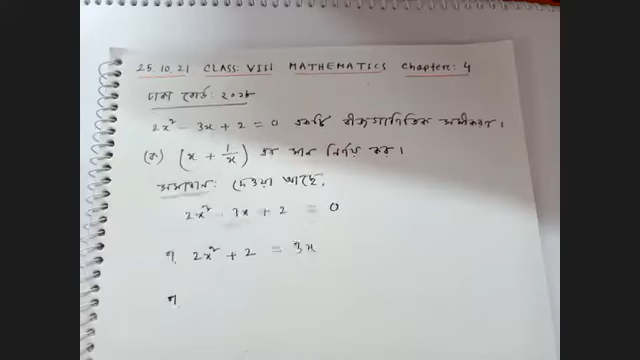 25.10.21 CLASS: VIII MATHEMATICS Chapter: 4
ঢাকা বোর্ড: ২০১৮
2x² - 3x + 2 = 0 একটি বীজগাণিতিক সমীকরণ।
(ক) (x + 1/x) এর মান নির্ণয় কর।
সমাধান: দেওয়া আছে,
2x² - 3x + 2 = 0
বা, 2x² + 2 = 3x
বা,